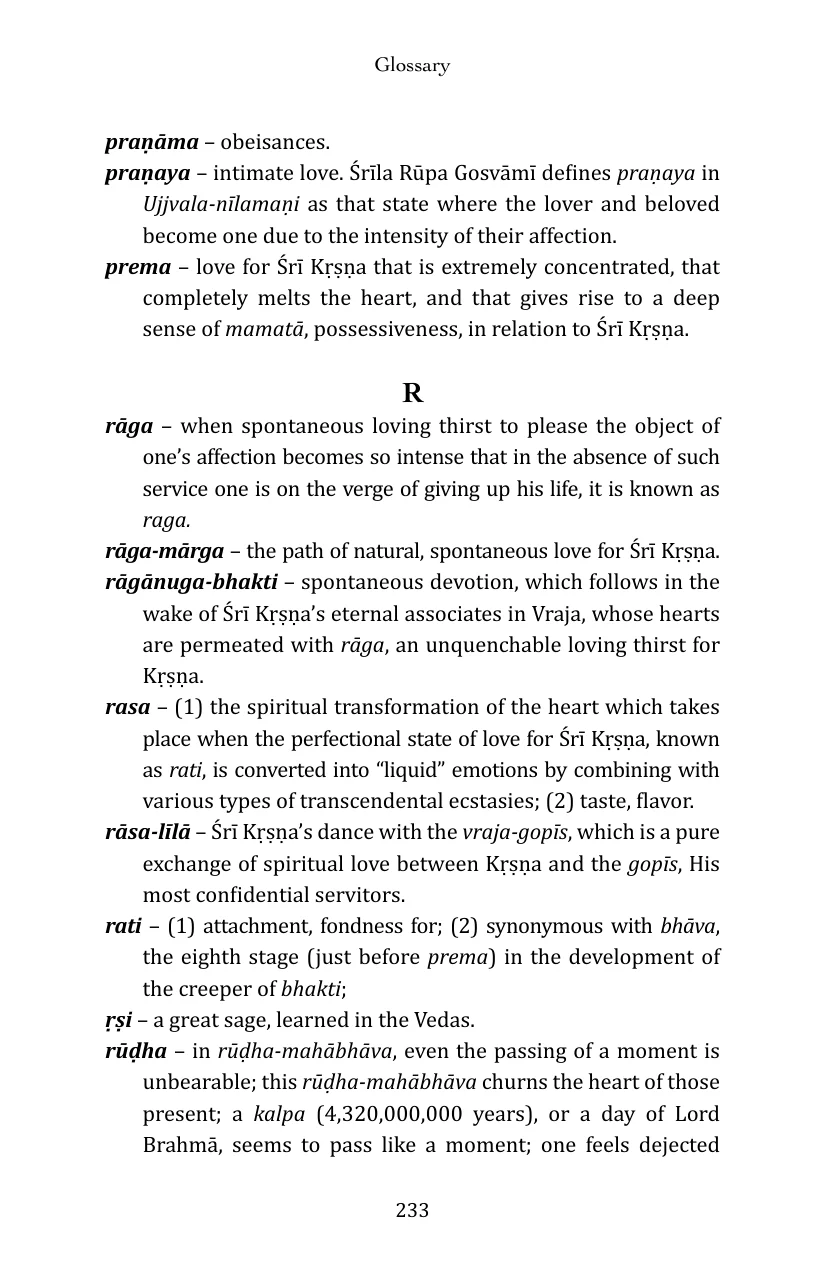 Glossary
praṇāma – obeisances.
praṇaya – intimate love. Śrīla Rūpa Gosvāmī defines praṇaya in
Ujjvala-nīlamaṇi as that state where the lover and beloved
become one due to the intensity of their affection.
prema – love for Śrī Kṛṣṇa that is extremely concentrated, that
completely melts the heart, and that gives rise to a deep
sense of mamatā, possessiveness, in relation to Śrī Kṛṣṇa.
R
rāga – when spontaneous loving thirst to please the object of
one’s affection becomes so intense that in the absence of such
service one is on the verge of giving up his life, it is known as
raga.
rāga-mārga – the path of natural, spontaneous love for Śrī Kṛṣṇa.
rāgānuga-bhakti – spontaneous devotion, which follows in the
wake of Śrī Kṛṣṇa’s eternal associates in Vraja, whose hearts
are permeated with rāga, an unquenchable loving thirst for
Kṛṣṇa.
rasa – (1) the spiritual transformation of the heart which takes
place when the perfectional state of love for Śrī Kṛṣṇa, known
as rati, is converted into “liquid” emotions by combining with
various types of transcendental ecstasies; (2) taste, flavor.
rāsa-līlā – Śrī Kṛṣṇa’s dance with the vraja-gopīs, which is a pure
exchange of spiritual love between Kṛṣṇa and the gopīs, His
most confidential servitors.
rati – (1) attachment, fondness for; (2) synonymous with bhāva,
the eighth stage (just before prema) in the development of
the creeper of bhakti;
ṛṣi – a great sage, learned in the Vedas.
rūḍha – in rūḍha-mahābhāva, even the passing of a moment is
unbearable; this rūḍha-mahābhāva churns the heart of those
present; a kalpa (4,320,000,000 years), or a day of Lord
Brahmā, seems to pass like a moment; one feels dejected
233